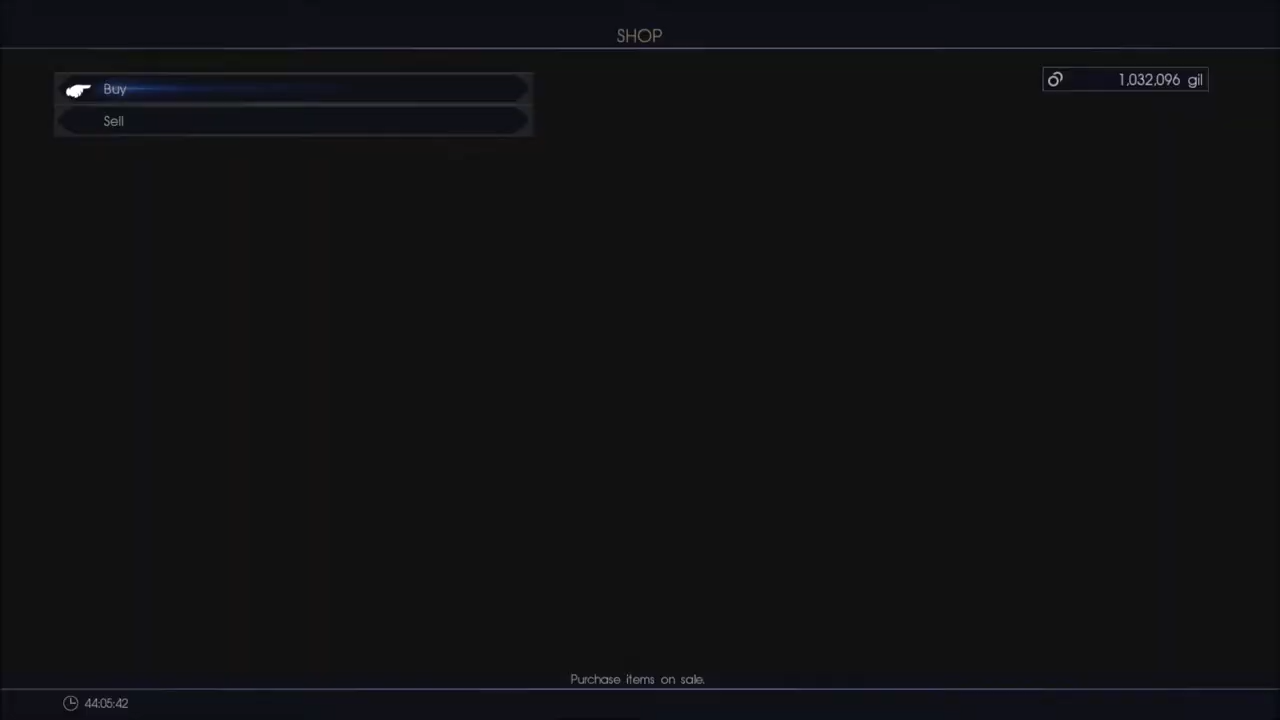 SHOP
Buy
1,032,096 gil
Sell
Purchase items on sale.
44:05:42